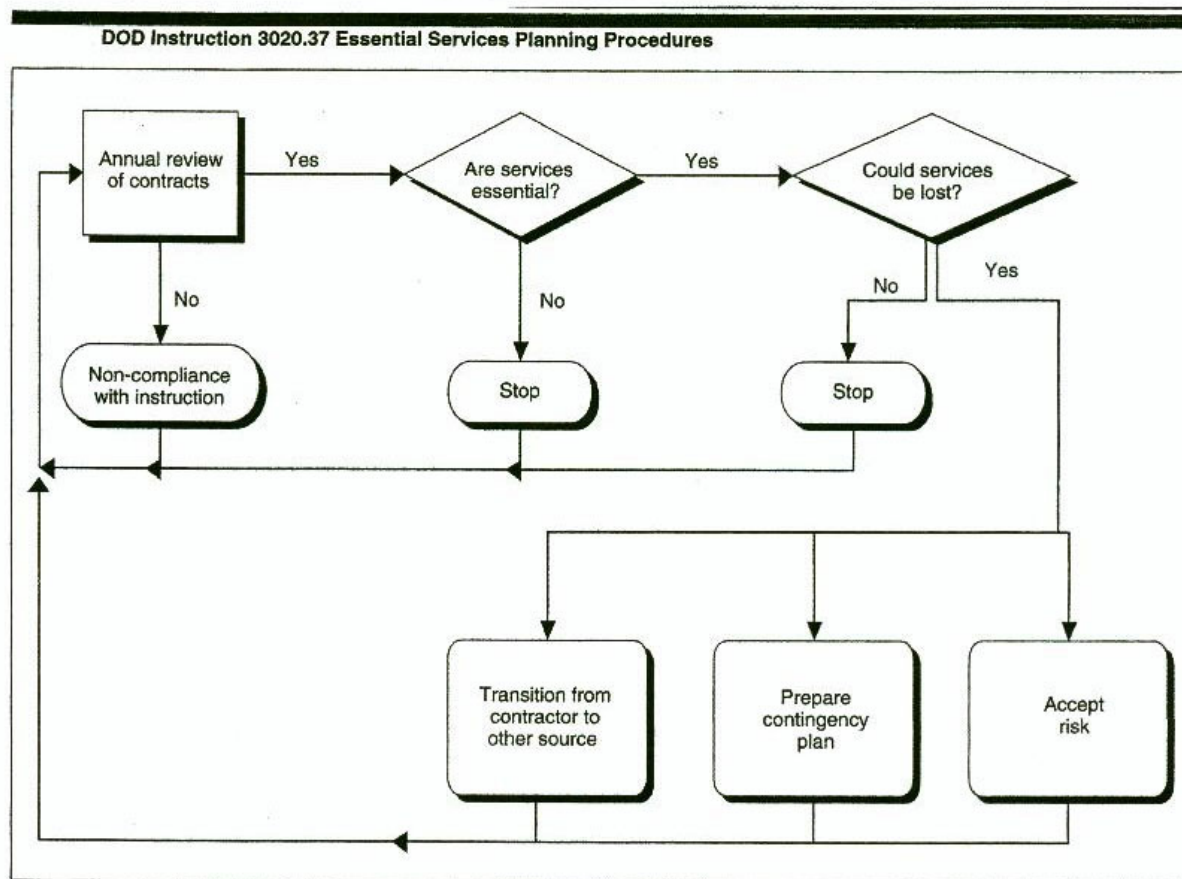 DOD Instruction 3020.37 Essential Services Planning Procedures
Annual review
of contracts
Yes
Are services
essential?
Yes
Could services
be lost?
No
No
No
Yes
Non-compliance
with instruction
Stop
Stop
Transition from
contractor to
other source
Prepare
contingency
plan
Accept
risk